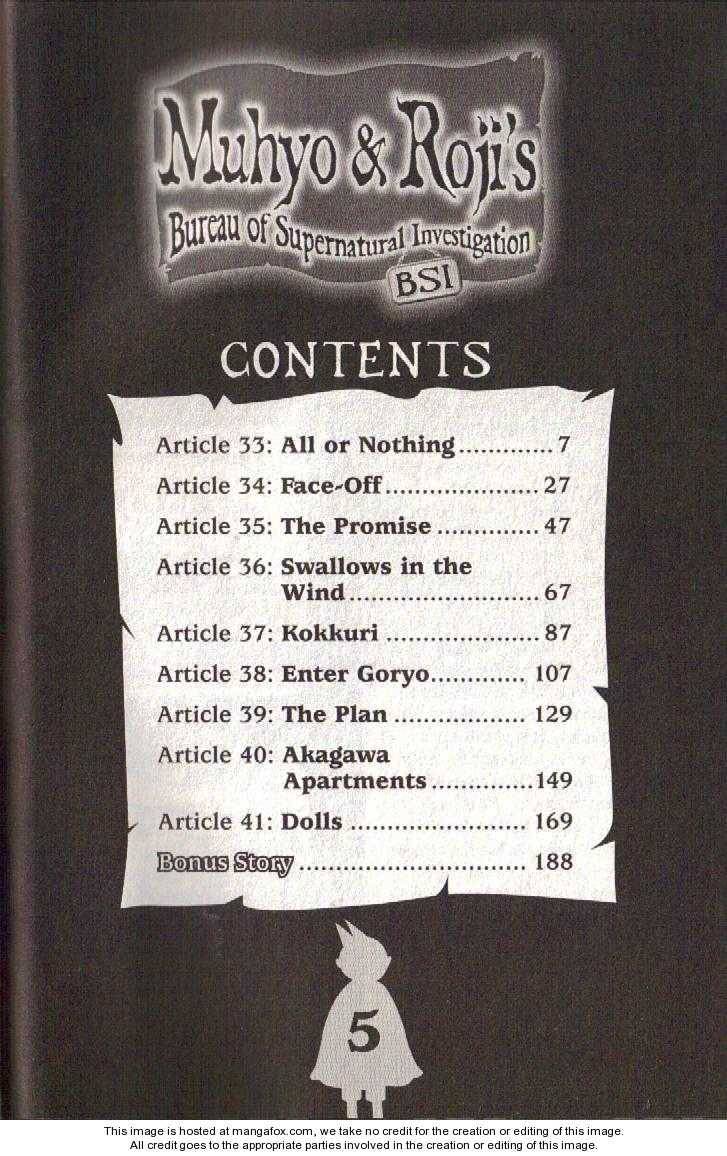 Muhyo & Roji's
Bureau of Supernatural Investigation
BSI
CONTENTS
Article 33: All or Nothing.............7
Article 34: Face-Off.....................27
Article 35: The Promise ..............47
Article 36: Swallows in the
Wind..........................67
Article 37: Kokkuri .....................87
Article 38: Enter Goryo.............107
Article 39: The Plan ..................129
Article 40: Akagawa
Apartments..............149
Article 41: Dolls ........................169
Bonus Story...............................188
5
This image is hosted at mangafox.com, we take no credit for the creation or editing of this image.
All credit goes to the appropriate parties involved in the creation or editing of this image.